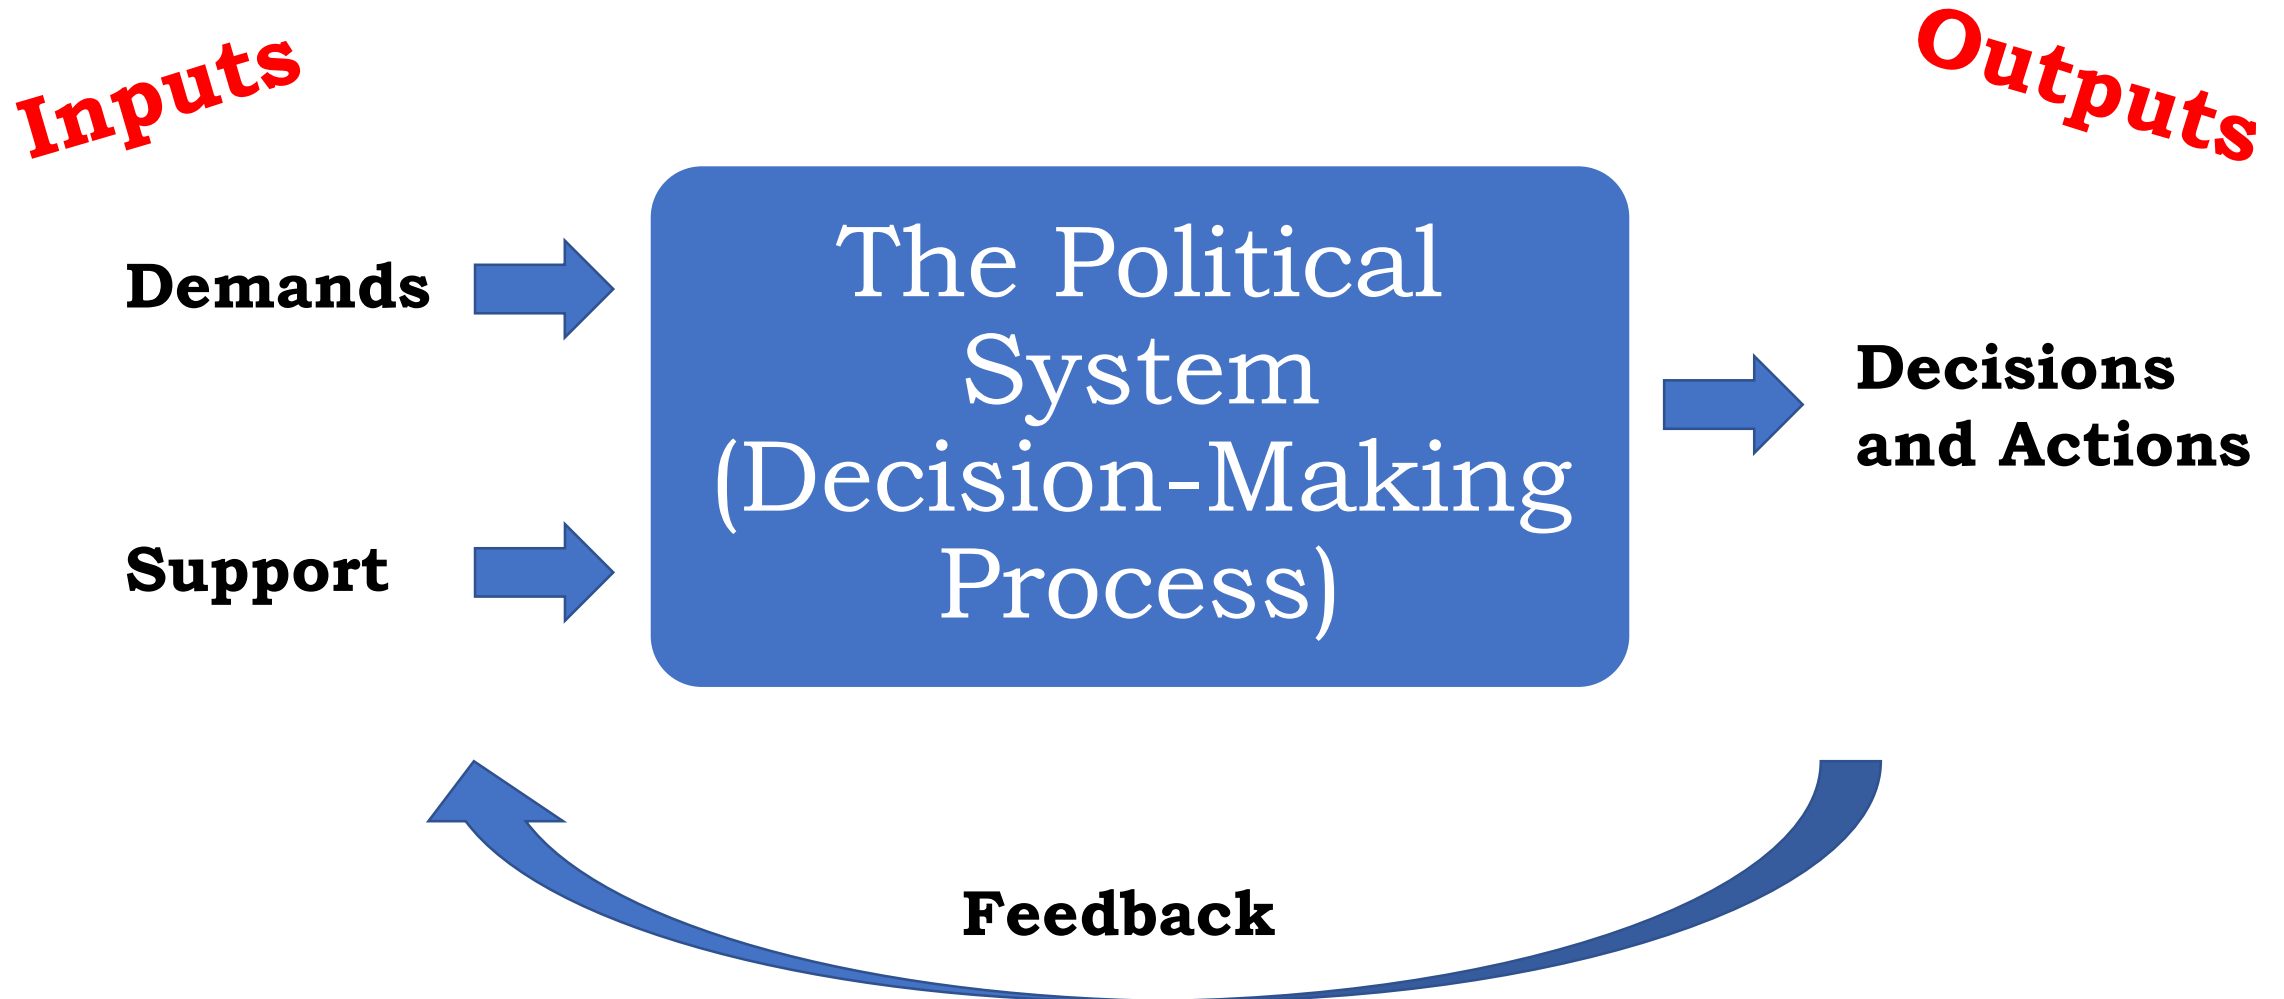 Inputs
Outputs
Demands
Support
The Political
System
(Decision-Making
Process)
Decisions
and Actions
Feedback